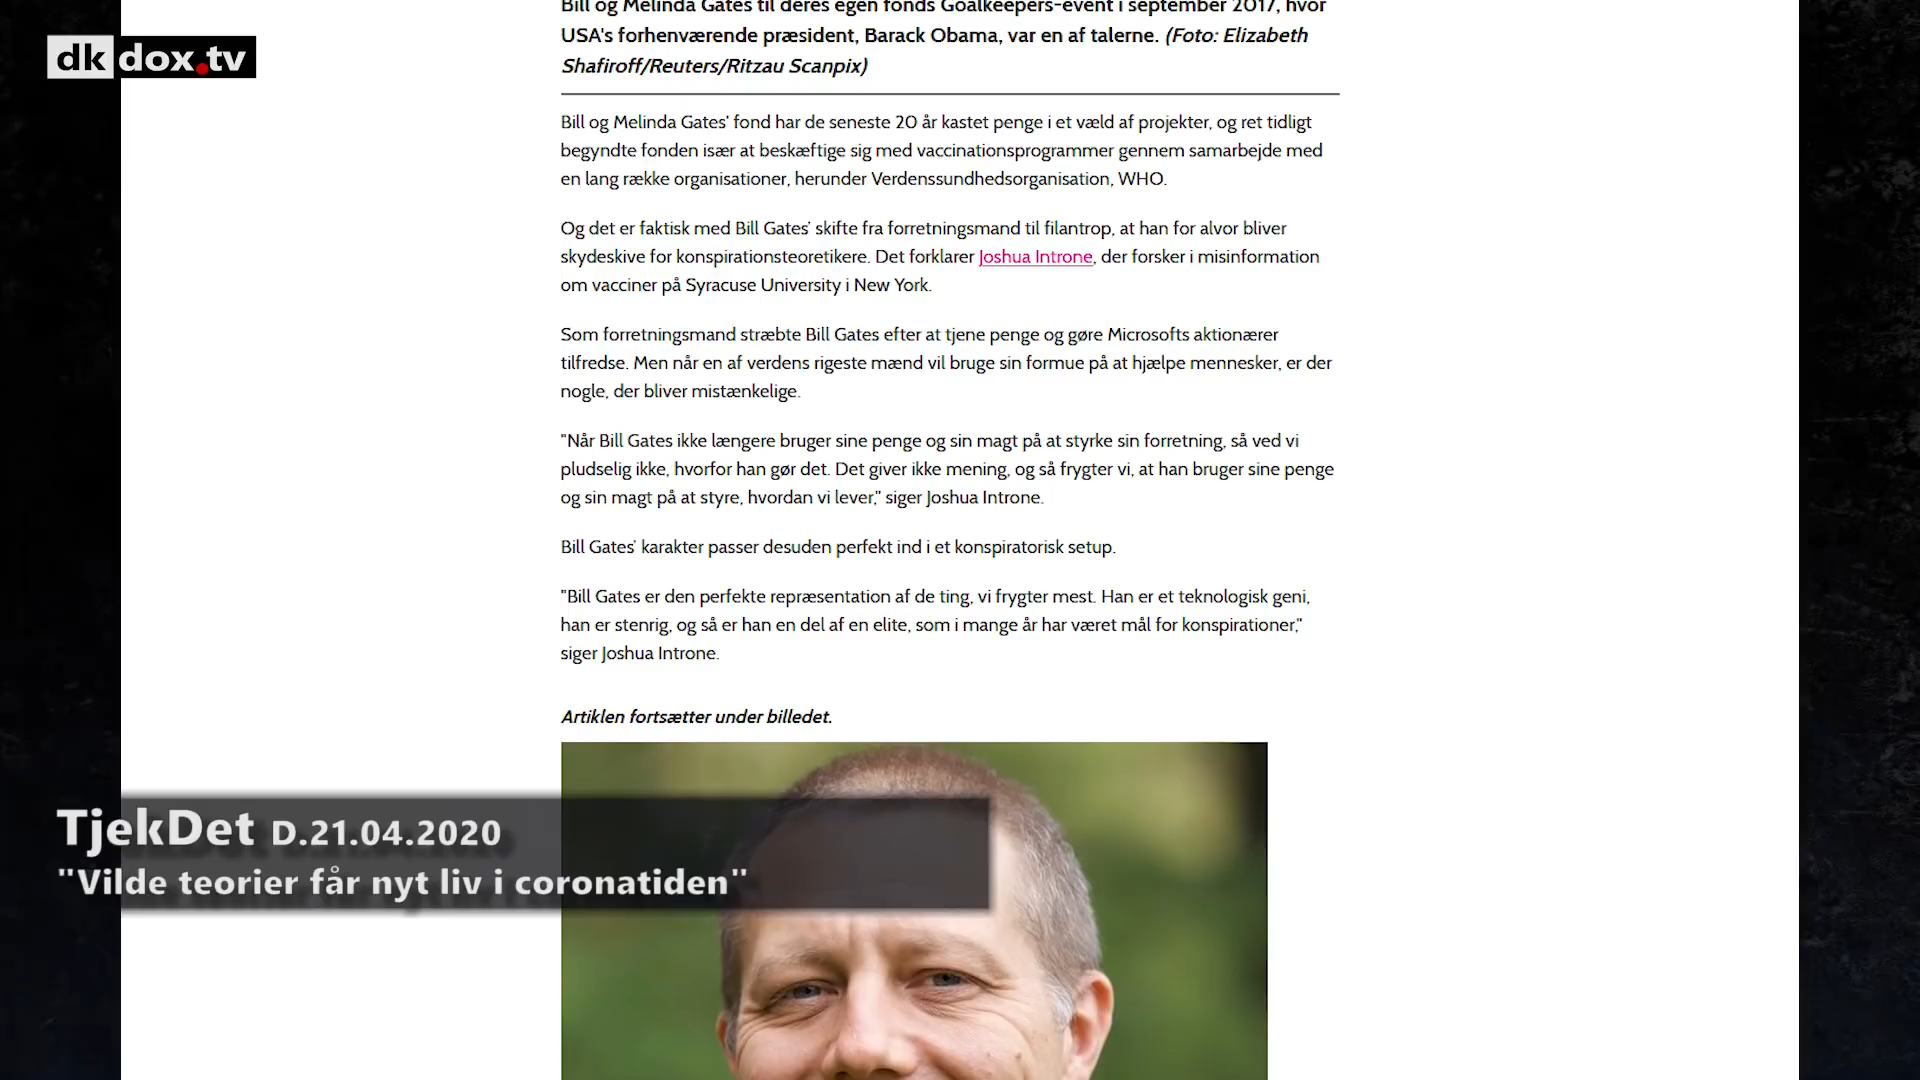 Bill og Melinda Gates til deres egen fonds Goalkeepers-event i september 2017, hvor
USA's forhenværende præsident, Barack Obama, var en af talerne. (Foto: Elizabeth
Shafiroff/Reuters/Ritzau Scanpix)
dkdox.tv
Bill og Melinda Gates' fond har de seneste 20 år kastet penge i et væld af projekter, og ret tidligt
begyndte fonden især at beskæftige sig med vaccinationsprogrammer gennem samarbejde med
en lang række organisationer, herunder Verdenssundhedsorganisation, WHO.
Og det er faktisk med Bill Gates' skifte fra forretningsmand til filantrop, at han for alvor bliver
skydeskive for konspirationsteoretikere. Det forklarer Joshua Introne, der forsker i misinformation
om vacciner på Syracuse University i New York.
Som forretningsmand stræbte Bill Gates efter at tjene penge og gøre Microsofts aktionærer
tilfredse. Men når en af verdens rigeste mænd vil bruge sin formue på at hjælpe mennesker, er der
nogle, der bliver mistænkelige.
"Når Bill Gates ikke længere bruger sine penge og sin magt på at styrke sin forretning, så ved vi
pludselig ikke, hvorfor han gør det. Det giver ikke mening, og så frygter vi, at han bruger sine penge
og sin magt på at styre, hvordan vi lever," siger Joshua Introne.
Bill Gates' karakter passer desuden perfekt ind i et konspiratorisk setup.
"Bill Gates er den perfekte repræsentation af de ting, vi frygter mest. Han er et teknologisk geni,
han er stenrig, og så er han en del af en elite, som i mange år har været mål for konspirationer,"
siger Joshua Introne.
Artiklen fortsætter under billedet.
TjekDet D.21.04.2020
"Vilde teorier får nyt liv i coronatiden"